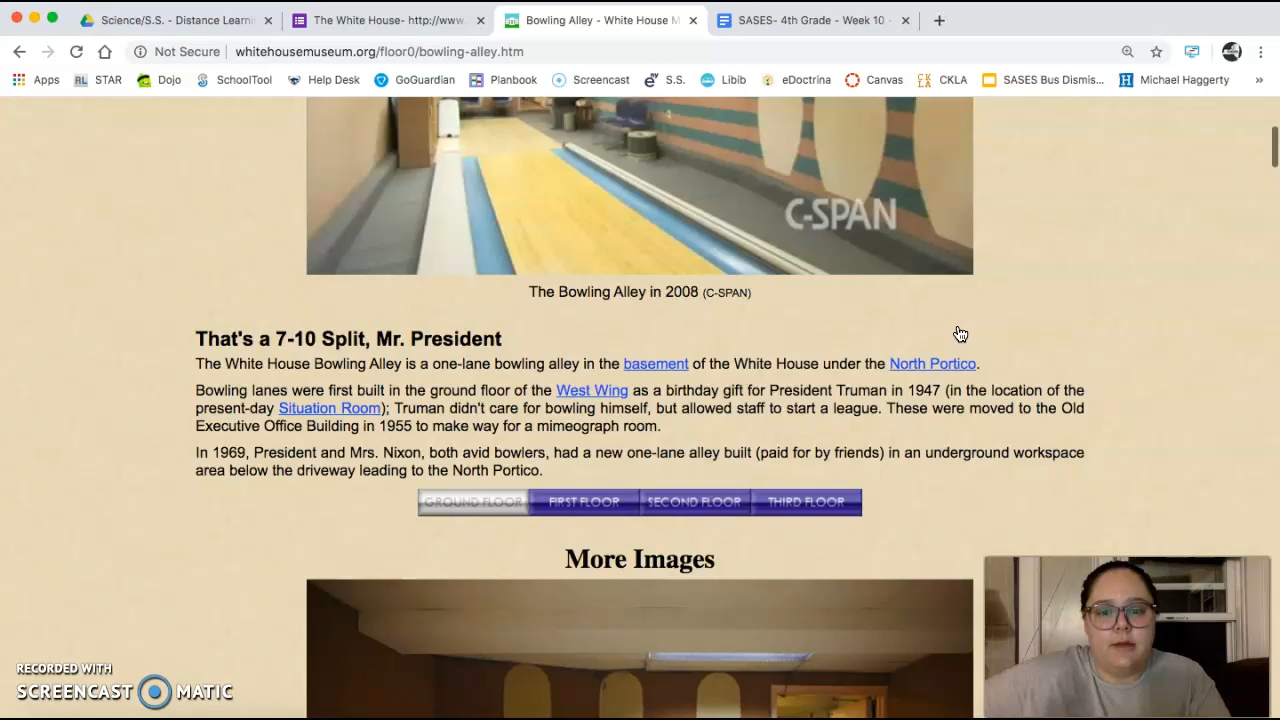 Science/S.S. - Distance Learni
The White House- http://www.
Bowling Alley - White House M
SASES- 4th Grade - Week 10 -
Not Secure whitehousemuseum.org/floor0/bowling-alley.htm
Apps STAR Dojo SchoolTool Help Desk GoGuardian Planbook Screencast S.S. Libib eDoctrina Canvas CKLA SASES Bus Dismis... Michael Haggerty »
C-SPAN
The Bowling Alley in 2008 (C-SPAN)
That's a 7-10 Split, Mr. President
The White House Bowling Alley is a one-lane bowling alley in the basement of the White House under the North Portico.
Bowling lanes were first built in the ground floor of the West Wing as a birthday gift for President Truman in 1947 (in the location of the
present-day Situation Room); Truman didn't care for bowling himself, but allowed staff to start a league. These were moved to the Old
Executive Office Building in 1955 to make way for a mimeograph room.
In 1969, President and Mrs. Nixon, both avid bowlers, had a new one-lane alley built (paid for by friends) in an underground workspace
area below the driveway leading to the North Portico.
GROUND FLOOR FIRST FLOOR SECOND FLOOR THIRD FLOOR
More Images
RECORDED WITH
SCREENCAST MATIC